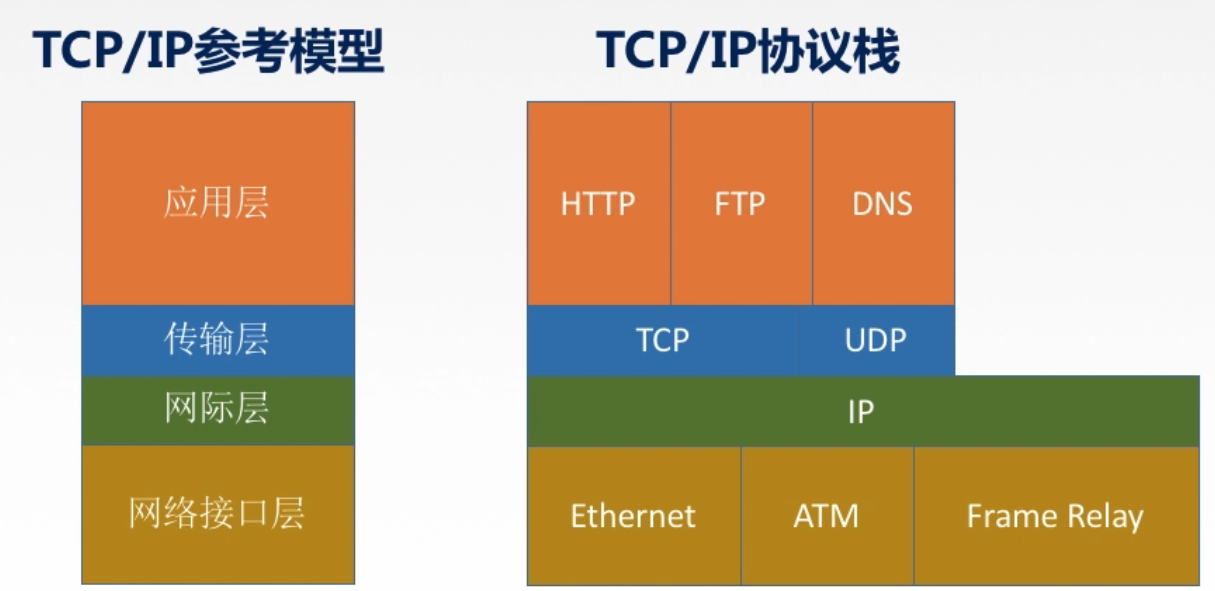 TCP/IP参考模型
TCP/IP协议栈
应用层
HTTP
FTP
DNS
传输层
TCP
UDP
网际层
IP
网络接口层
Ethernet
ATM
Frame Relay